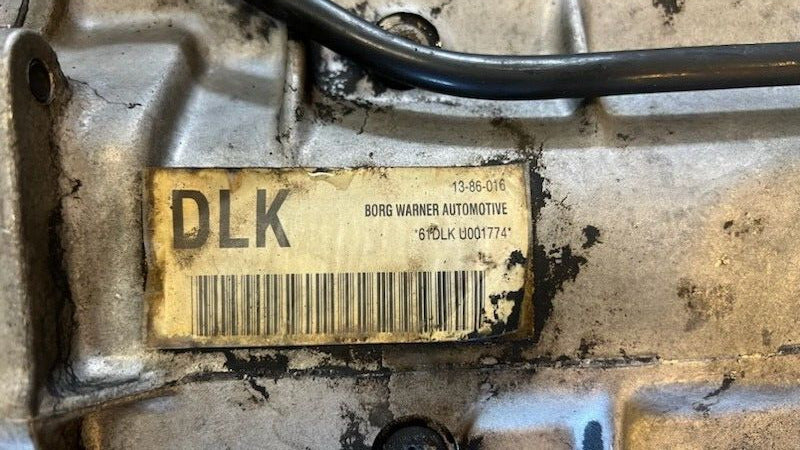 DLK
13-86-016
BORG WARNER AUTOMOTIVE
*61DLK U001774*